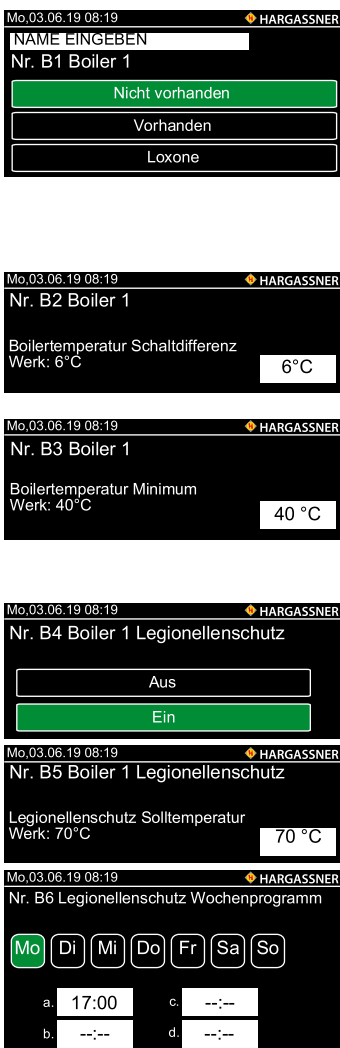 Mo,03.06.19 08:19 HARGASSNER
NAME EINGEBEN
Nr. B1 Boiler 1
Nicht vorhanden
Vorhanden
Loxone
Mo,03.06.19 08:19 HARGASSNER
Nr. B2 Boiler 1
Boilertemperatur Schaltdifferenz
Werk: 6°C
6°C
Mo,03.06.19 08:19 HARGASSNER
Nr. B3 Boiler 1
Boilertemperatur Minimum
Werk: 40°C
40 °C
Mo,03.06.19 08:19 HARGASSNER
Nr. B4 Boiler 1 Legionellenschutz
Aus
Ein
Mo,03.06.19 08:19 HARGASSNER
Nr. B5 Boiler 1 Legionellenschutz
Legionellenschutz Solltemperatur
Werk: 70°C
70 °C
Mo,03.06.19 08:19 HARGASSNER
Nr. B6 Legionellenschutz Wochenprogramm
Mo Di Mi Do Fr Sa So
a. 17:00 c. --:--
b. --:-- d. --:--